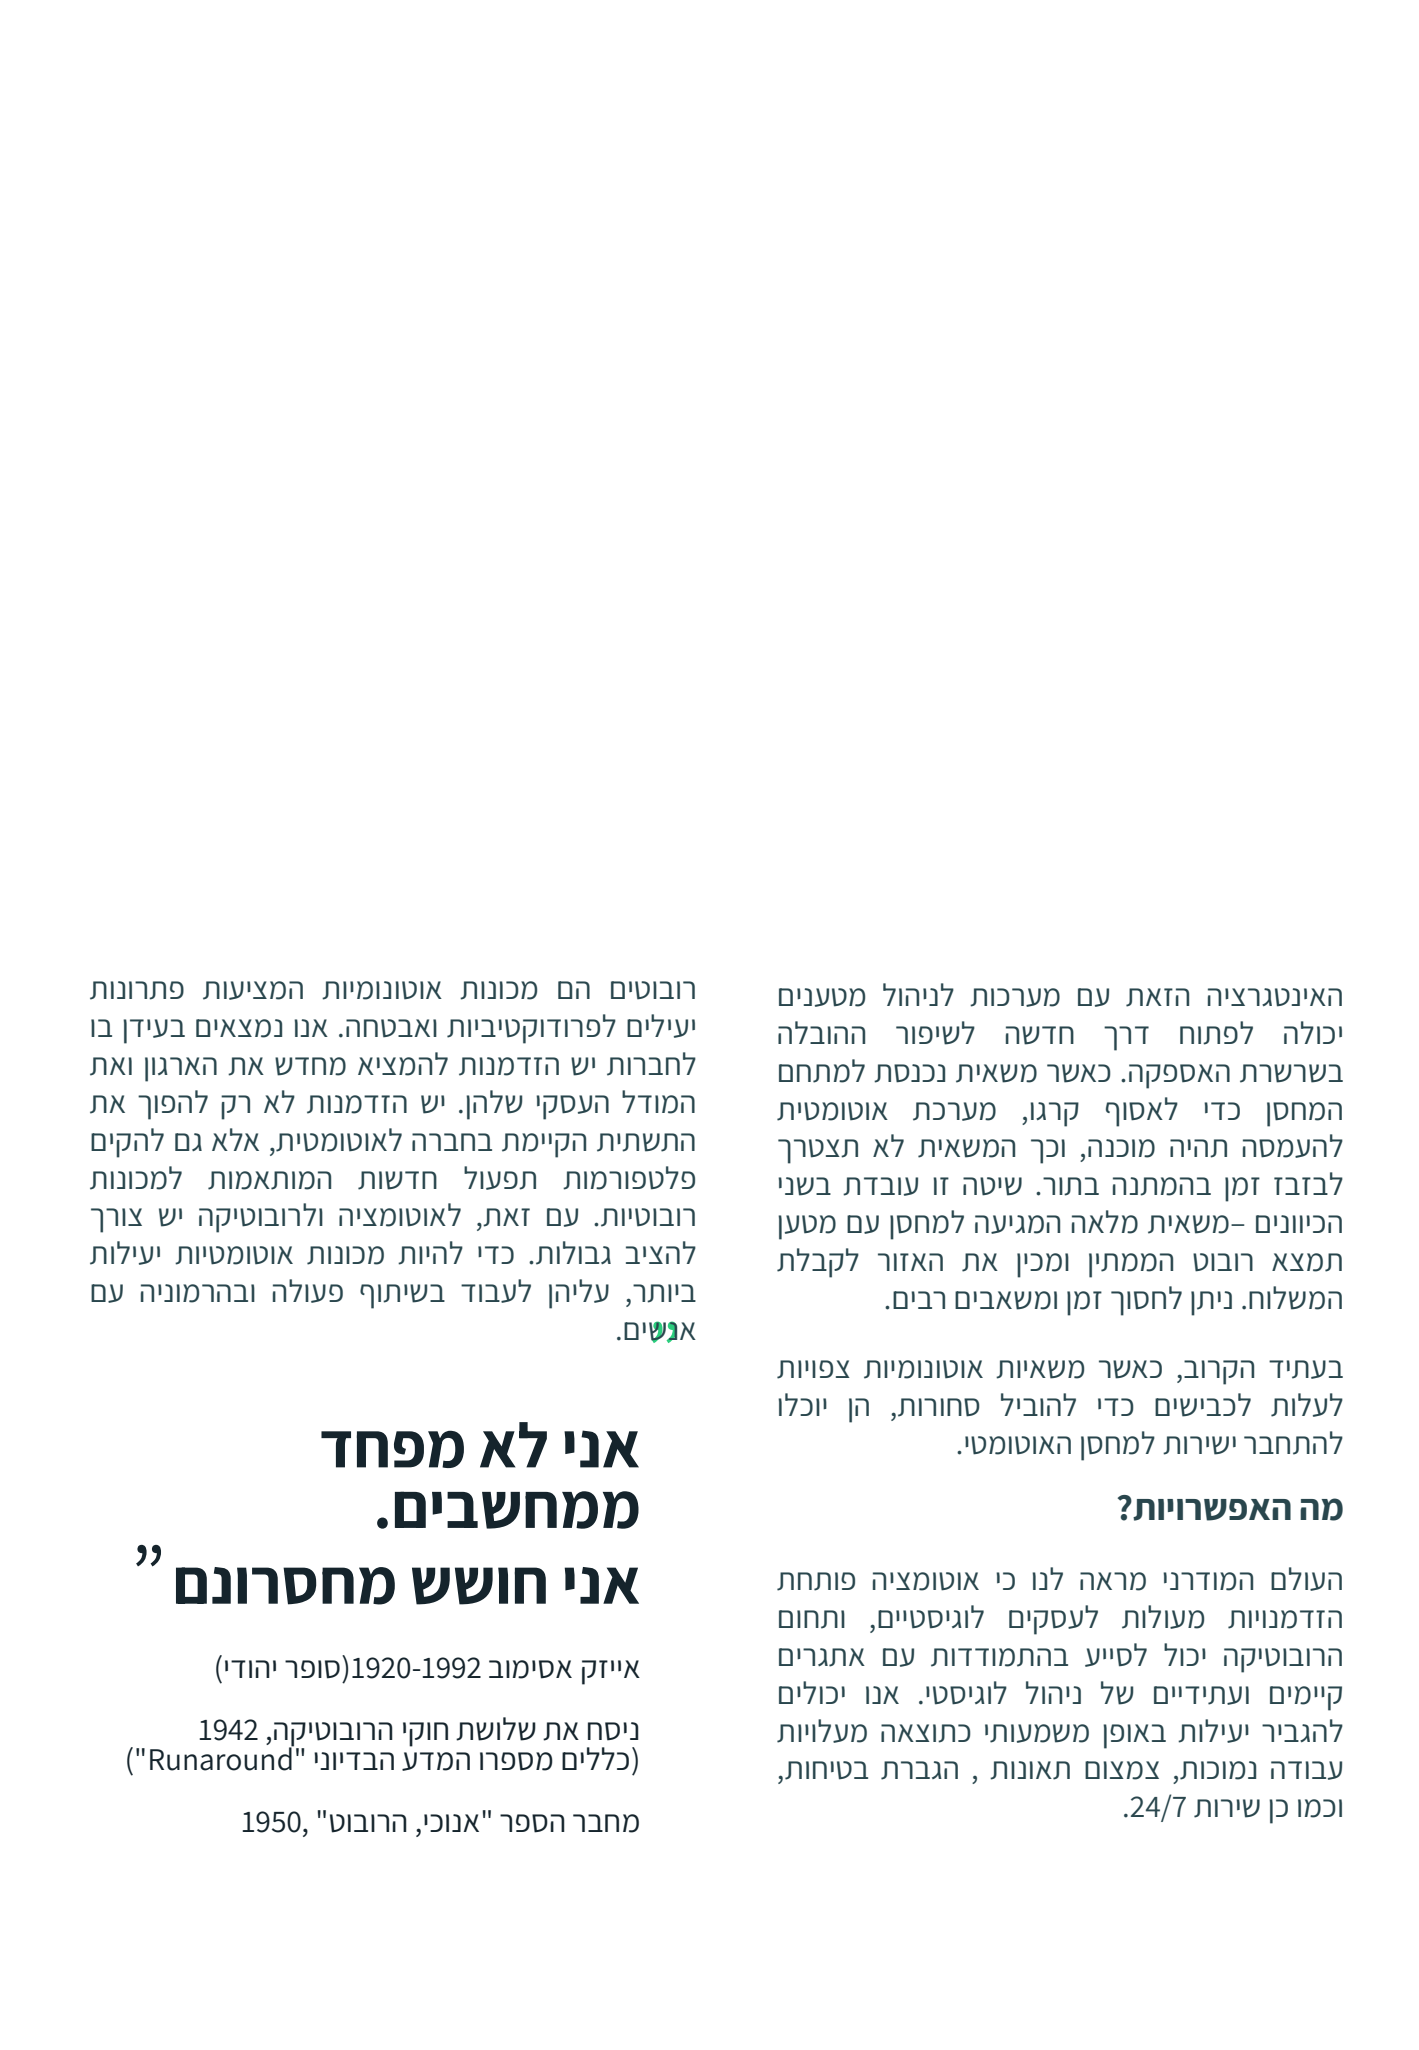 האינטגרציה הזאת עם מערכות לניהול מטענים
יכולה לפתוח דרך חדשה לשיפור ההובלה
בשרשרת האספקה. כאשר משאית נכנסת למתחם
המחסן כדי לאסוף קרגו, מערכת אוטומטית
להעמסה תהיה מוכנה, וכך המשאית לא תצטרך
לבזבז זמן בהמתנה בתור. שיטה זו עובדת בשני
הכיוונים –משאית מלאה המגיעה למחסן עם מטען
תמצא רובוט הממתין ומכין את האזור לקבלת
המשלוח. ניתן לחסוך זמן ומשאבים רבים.
בעתיד הקרוב, כאשר משאיות אוטונומיות צפויות
לעלות לכבישים כדי להוביל סחורות, הן יוכלו
להתחבר ישירות למחסן האוטומטי.
מה האפשרויות?
העולם המודרני מראה לנו כי אוטומציה פותחת
הזדמנויות מעולות לעסקים לוגיסטיים, ותחום
הרובוטיקה יכול לסייע בהתמודדות עם אתגרים
קיימים ועתידיים של ניהול לוגיסטי. אנו יכולים
להגביר יעילות באופן משמעותי כתוצאה מעלויות
עבודה נמוכות, צמצום תאונות , הגברת בטיחות,
וכמו כן שירות 24/7.
רובוטים הם מכונות אוטונומיות המציעות פתרונות
יעילים לפרודוקטיביות ואבטחה. אנו נמצאים בעידן בו
לחברות יש הזדמנות להמציא מחדש את הארגון ואת
המודל העסקי שלהן. יש הזדמנות לא רק להפוך את
התשתית הקיימת בחברה לאוטומטית, אלא גם להקים
פלטפורמות תפעול חדשות המותאמות למכונות
רובוטיות. עם זאת, לאוטומציה ולרובוטיקה יש צורך
להציב גבולות. כדי להיות מכונות אוטומטיות יעילות
ביותר, עליהן לעבוד בשיתוף פעולה ובהרמוניה עם
אנשים.
”
אני לא מפחד
ממחשבים.
אני חושש מחסרונם ”
אייזק אסימוב 1920-1992(סופר יהודי)
ניסח את שלושת חוקי הרובוטיקה, 1942
(כללים מספרו המדע הבדיוני "Runaround")
מחבר הספר "אנוכי, הרובוט" ,1950